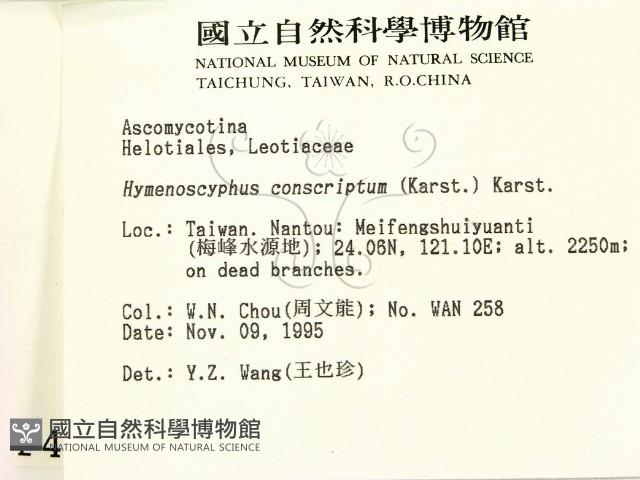 國立自然科學博物館
NATIONAL MUSEUM OF NATURAL SCIENCE
TAICHUNG, TAIWAN, R.O.CHINA
Ascomycotina
Helotiales, Leotiaceae
Hymenoscyphus conscriptum (Karst.) Karst.
Loc.: Taiwan. Nantou: Meifengshuiyuanti
(梅峰水源地); 24.06N, 121.10E; alt. 2250m;
on dead branches.
Col.: W.N. Chou(周文能); No. WAN 258
Date: Nov. 09, 1995
Det.: Y.Z. Wang(王也珍)
國立自然科學博物館
NATIONAL MUSEUM OF NATURAL SCIENCE
4